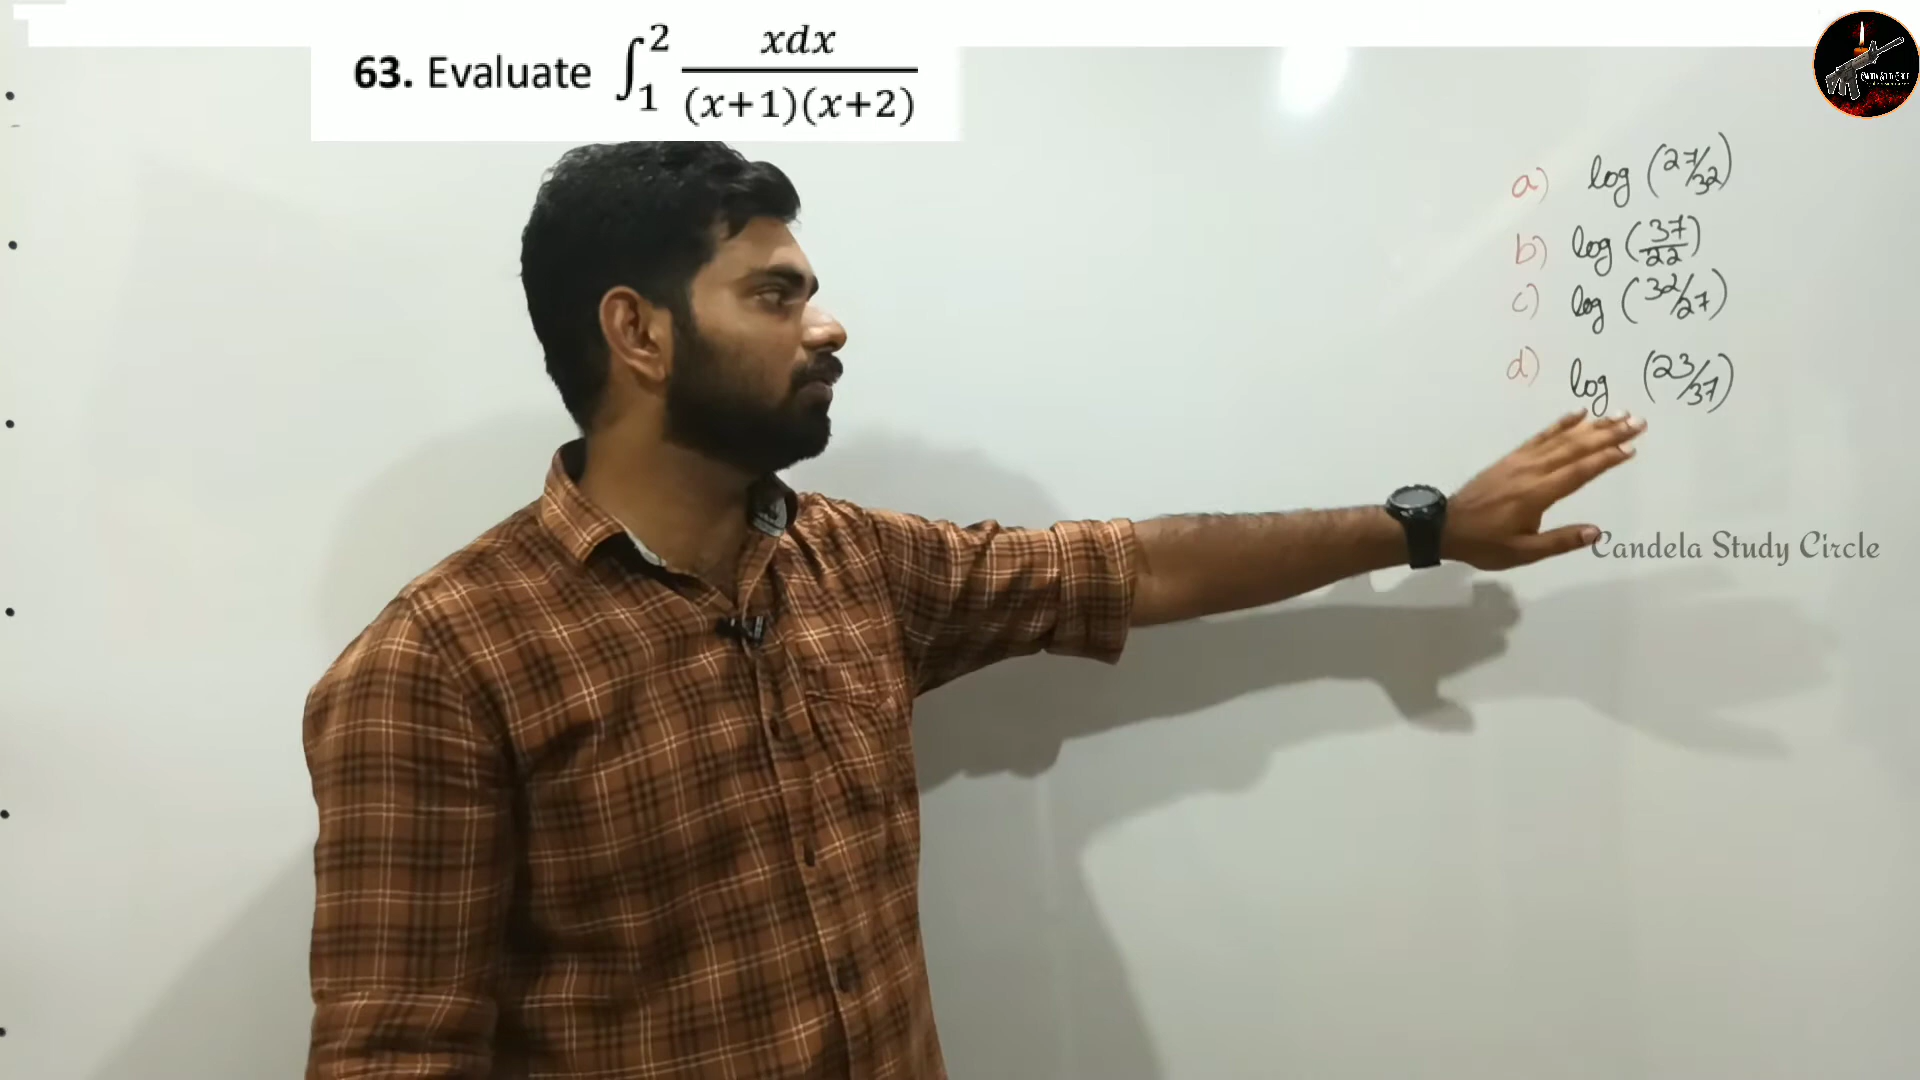 63. Evaluate ∫₁² xdx / (x+1)(x+2)
a) log (27/32)
b) log (37/22)
c) log (32/27)
d) log (23/37)
Candela Study Circle